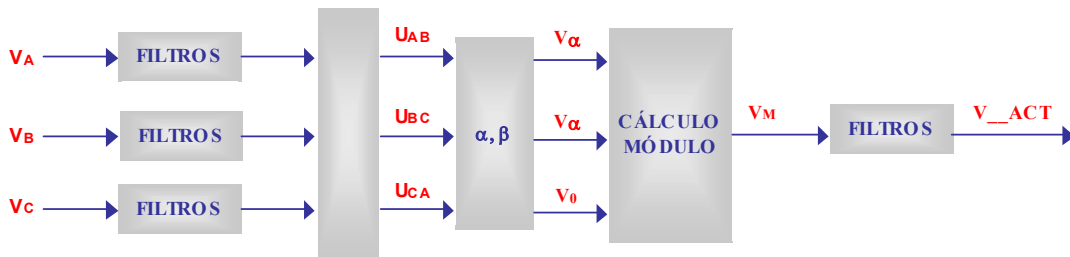 VA FILTROS UAB Vα
VB FILTROS UBC α, β Vα CÁLCULO MÓDULO VM FILTROS V__ACT
VC FILTROS UCA V0